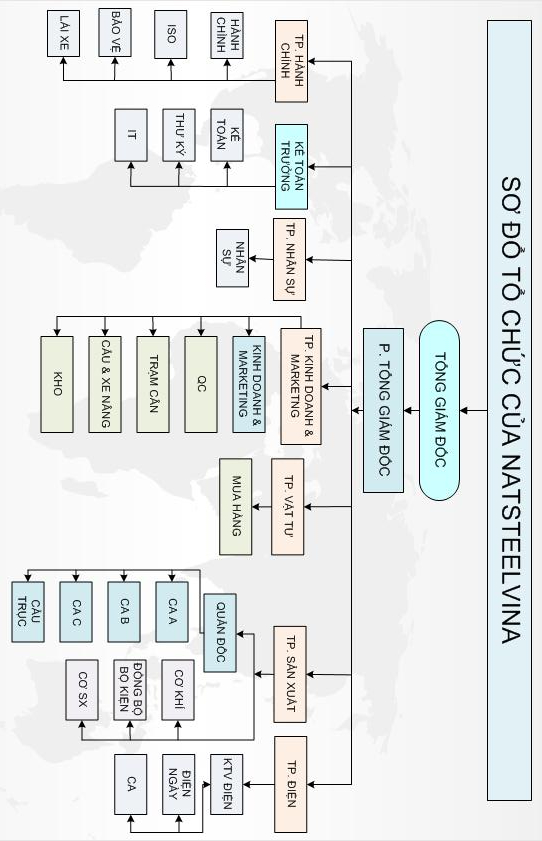 SƠ ĐỒ TỔ CHỨC CỦA NATSTEELVINA
TỔNG GIÁM ĐỐC
P. TỔNG GIÁM ĐỐC
TP. HÀNH
CHÍNH
HÀNH
CHÍNH
ISO
BẢO VỆ
LÁI XE
KẾ TOÁN
TRƯỞNG
KẾ
TOÁN
THƯ KÝ
IT
TP. NHÂN SỰ
NHÂN
SỰ
TP. KINH DOANH &
MARKETNG
KINH DOANH &
MARKETING
QC
TRẠM CÂN
CẨU & XE NÂNG
KHO
TP. VẬT TƯ
MUA HÀNG
TP. SẢN XUẤT
QUẢN ĐỐC
CA A
CA B
CA C
CẦU
TRỤC
CƠ KHÍ
ĐỒNG BỘ
BỘ KIỆN
CƠ SX
TP. ĐIỆN
KTV ĐIỆN
ĐIỆN
NGÀY
CA